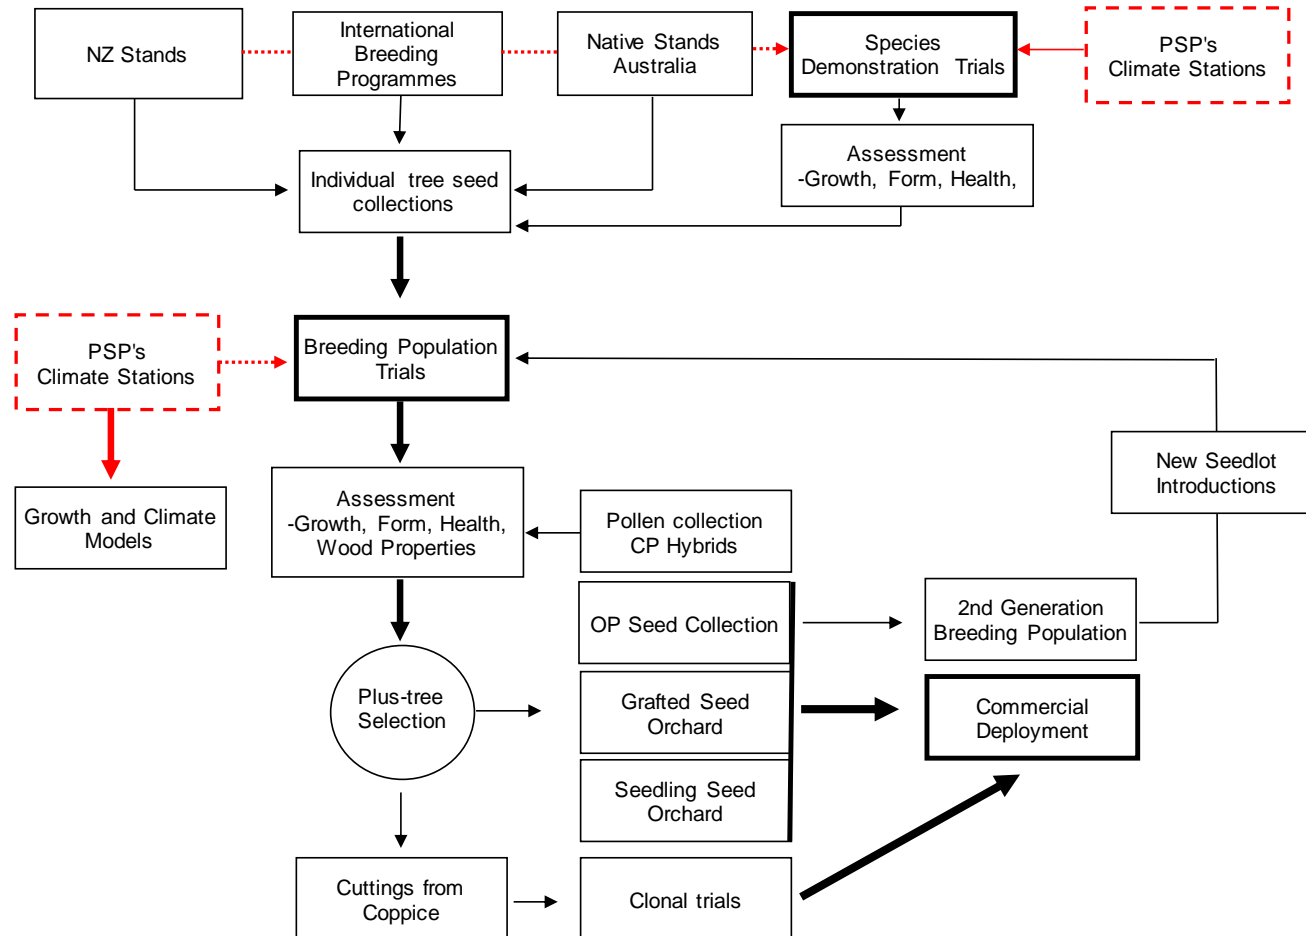 NZ Stands
International
Breeding
Programmes
Native Stands
Australia
Species
Demonstration Trials
PSP's
Climate Stations
Individual tree seed
collections
Assessment
-Growth, Form, Health,
PSP's
Climate Stations
Breeding Population
Trials
New Seedlot
Introductions
Growth and Climate
Models
Assessment
-Growth, Form, Health,
Wood Properties
Pollen collection
CP Hybrids
OP Seed Collection
2nd Generation
Breeding Population
Plus-tree
Selection
Grafted Seed
Orchard
Commercial
Deployment
Seedling Seed
Orchard
Cuttings from
Coppice
Clonal trials